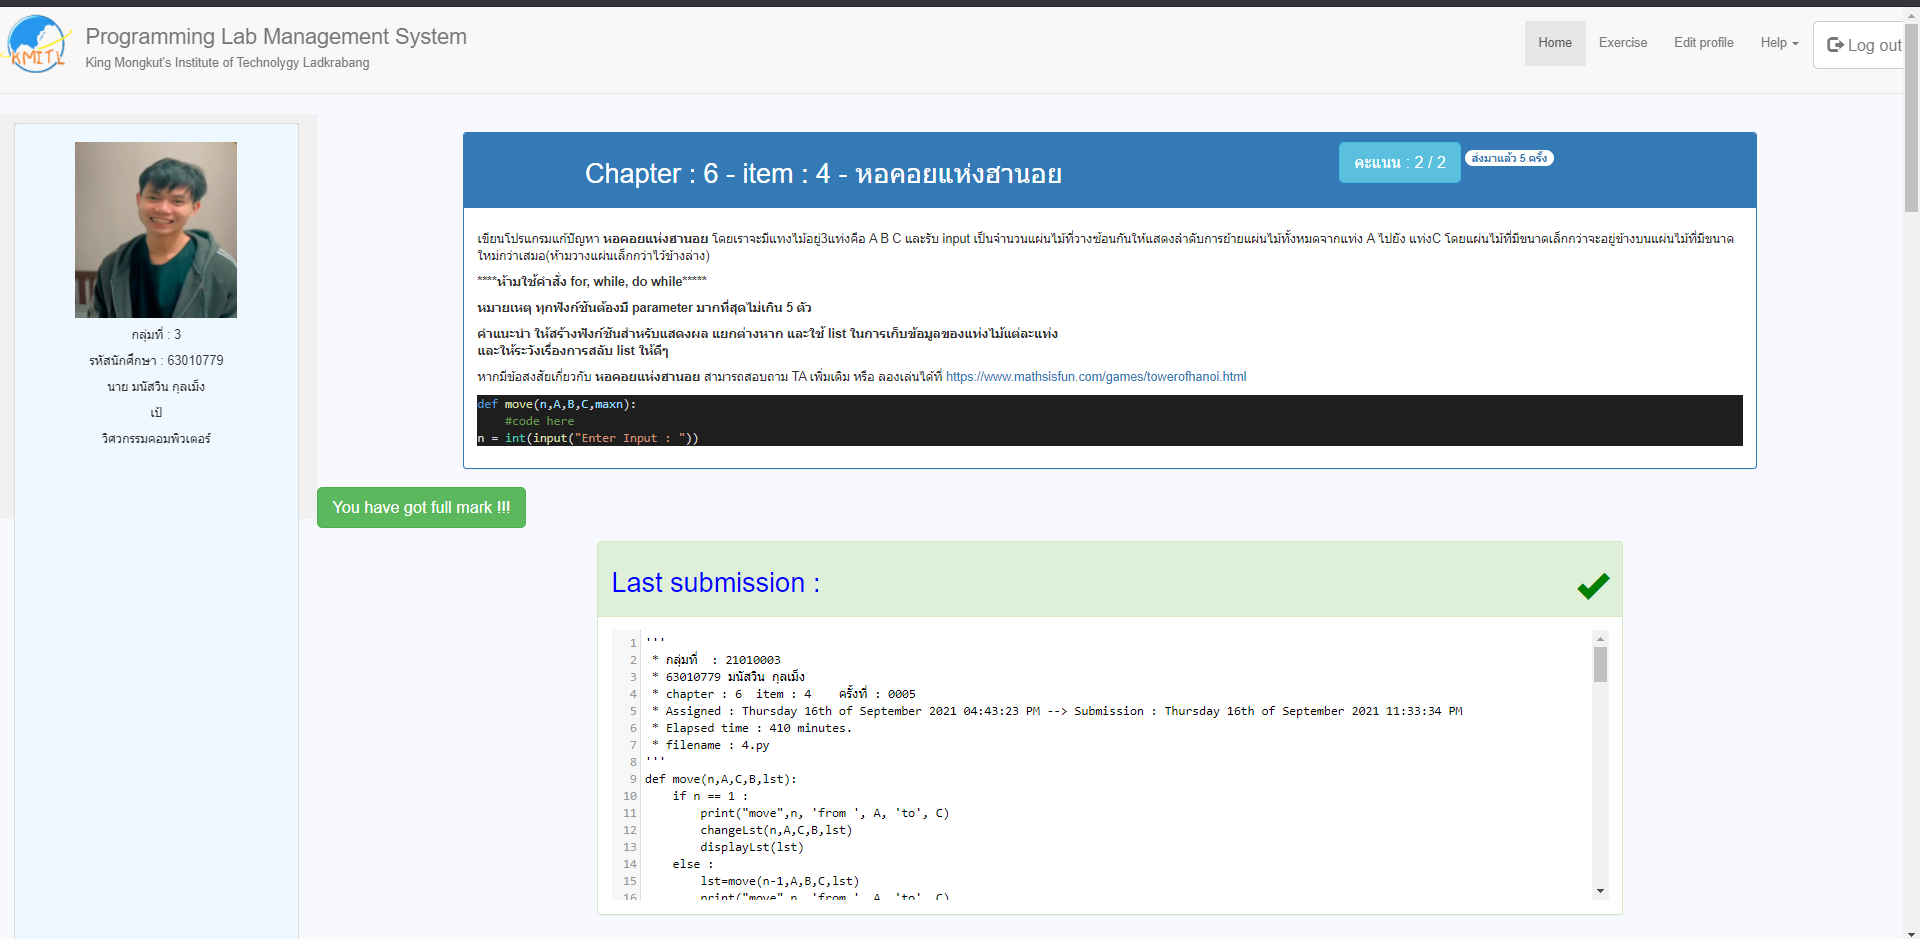 KMITL
Programming Lab Management System
King Mongkut's Institute of Technolygy Ladkrabang
Home
Exercise
Edit profile
Help
Log out
กลุ่มที่ : 3
รหัสนักศึกษา : 63010779
นาย มนัสวิน กุลเม็ง
เป้
วิศวกรรมคอมพิวเตอร์
Chapter : 6 - item : 4 - หอคอยแห่งฮานอย
คะแนน : 2 / 2
ส่งมาแล้ว 5 ครั้ง
เขียนโปรแกรมแก้ปัญหา หอคอยแห่งฮานอย โดยเราจะมีแทงไม้อยู่3แท่งคือ A B C และรับ input เป็นจำนวนแผ่นไม้ที่วางซ้อนกันให้แสดงลำดับการย้ายแผ่นไม้ทั้งหมดจากแท่ง A ไปยัง แท่งC โดยแผ่นไม้ที่มีขนาดเล็กกว่าจะอยู่ข้างบนแผ่นไม้ที่มีขนาด
ใหม่กว่าเสมอ(ห้ามวางแผ่นเล็กกว่าไว้ข้างล่าง)
****ห้ามใช้คำสั่ง for, while, do while*****
หมายเหตุ ทุกฟังก์ชันต้องมี parameter มากที่สุดไม่เกิน 5 ตัว
คำแนะนำ ให้สร้างฟังก์ชันสำหรับแสดงผล แยกต่างหาก และใช้ list ในการเก็บข้อมูลของแท่งไม้แต่ละแท่ง
และให้ระวังเรื่องการสลับ list ให้ดีๆ
หากมีข้อสงสัยเกี่ยวกับ หอคอยแห่งฮานอย สามารถสอบถาม TA เพิ่มเติม หรือ ลองเล่นได้ที่ https://www.mathsisfun.com/games/towerofhanoi.html
def move(n,A,B,C,maxn):
#code here
n = int(input("Enter Input : "))
You have got full mark !!!
Last submission :
1 '''
2 * กลุ่มที่  : 21010003
3 * 63010779 มนัสวิน กุลเม็ง
4 * chapter : 6  item : 4    ครั้งที่ : 0005
5 * Assigned : Thursday 16th of September 2021 04:43:23 PM --> Submission : Thursday 16th of September 2021 11:33:34 PM
6 * Elapsed time : 410 minutes.
7 * filename : 4.py
8 '''
9 def move(n,A,C,B,lst):
10 if n == 1 :
11 print("move",n, 'from ', A, 'to', C)
12 changeLst(n,A,C,B,lst)
13 displayLst(lst)
14 else :
15 lst=move(n-1,A,B,C,lst)
16 print("move",n, 'from ', A, 'to', C)